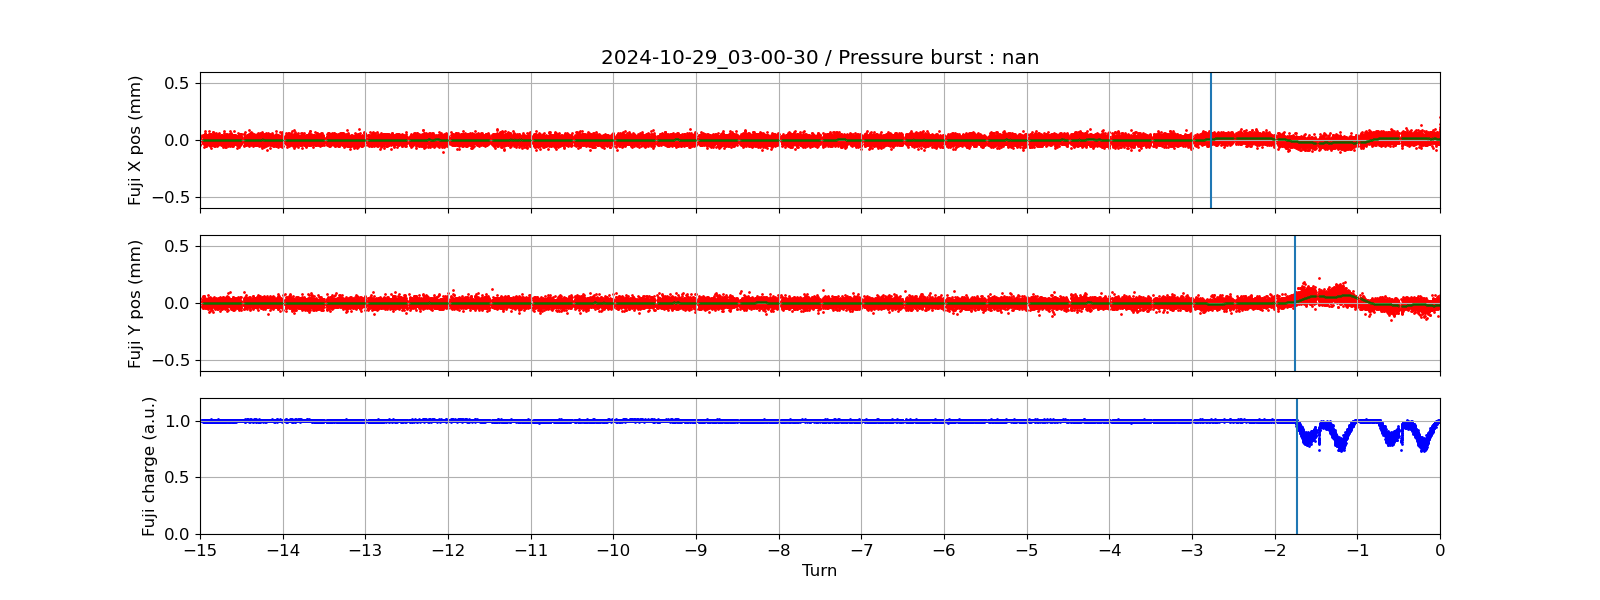 2024-10-29_03-00-30 / Pressure burst : nan
Fuji X pos (mm)
0.5
0.0
−0.5
Fuji Y pos (mm)
0.5
0.0
−0.5
Fuji charge (a.u.)
1.0
0.5
0.0
−15 −14 −13 −12 −11 −10 −9 −8 −7 −6 −5 −4 −3 −2 −1 0
Turn